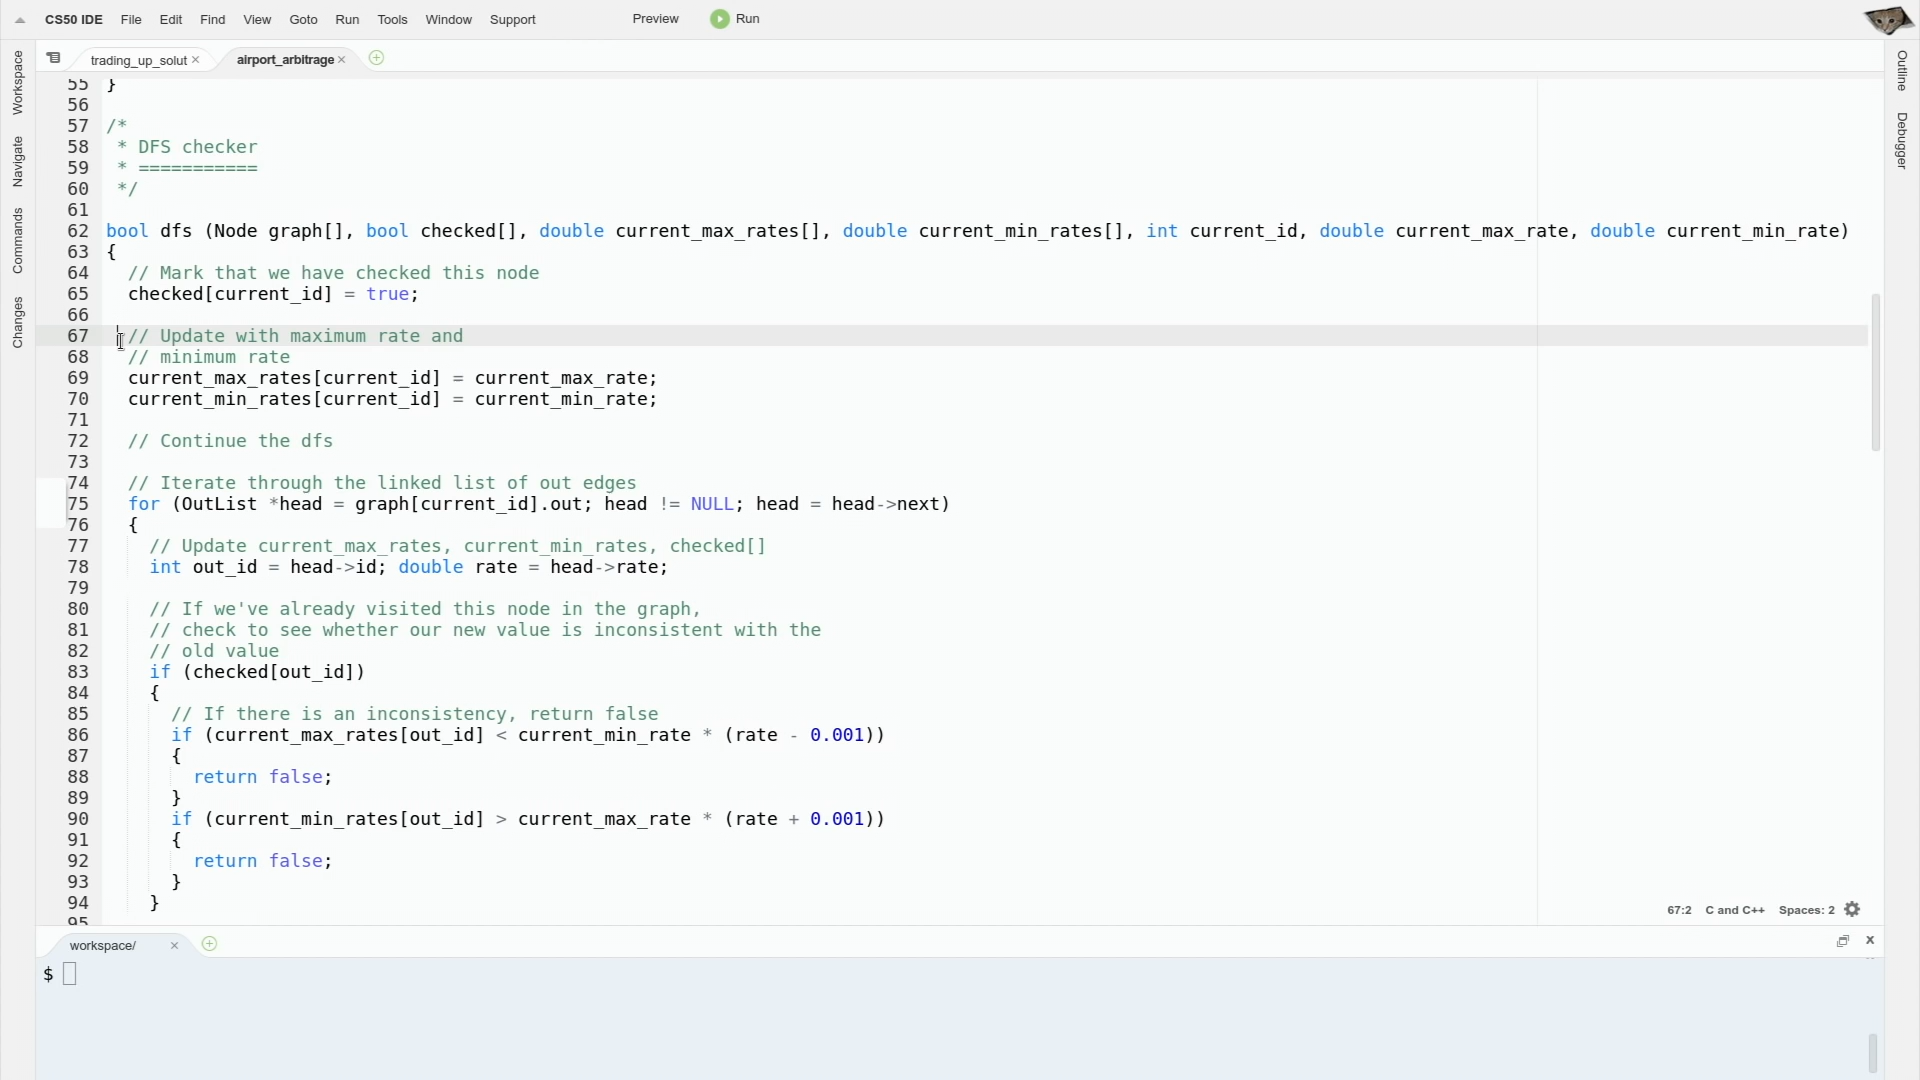 CS50 IDE File Edit Find View Goto Run Tools Window Support Preview Run
trading_up_solut × airport_arbitrage ×
Workspace
Navigate
Commands
Changes
Outline
Debugger
55 }
56
57 /*
58 * DFS checker
59 * ===========
60 */
61
62 bool dfs (Node graph[], bool checked[], double current_max_rates[], double current_min_rates[], int current_id, double current_max_rate, double current_min_rate)
63 {
64 // Mark that we have checked this node
65 checked[current_id] = true;
66
67 // Update with maximum rate and
68 // minimum rate
69 current_max_rates[current_id] = current_max_rate;
70 current_min_rates[current_id] = current_min_rate;
71
72 // Continue the dfs
73
74 // Iterate through the linked list of out edges
75 for (OutList *head = graph[current_id].out; head != NULL; head = head->next)
76 {
77 // Update current_max_rates, current_min_rates, checked[]
78 int out_id = head->id; double rate = head->rate;
79
80 // If we've already visited this node in the graph,
81 // check to see whether our new value is inconsistent with the
82 // old value
83 if (checked[out_id])
84 {
85 // If there is an inconsistency, return false
86 if (current_max_rates[out_id] < current_min_rate * (rate - 0.001))
87 {
88 return false;
89 }
90 if (current_min_rates[out_id] > current_max_rate * (rate + 0.001))
91 {
92 return false;
93 }
94 }
95
67:2 C and C++ Spaces: 2
workspace/ ×
$